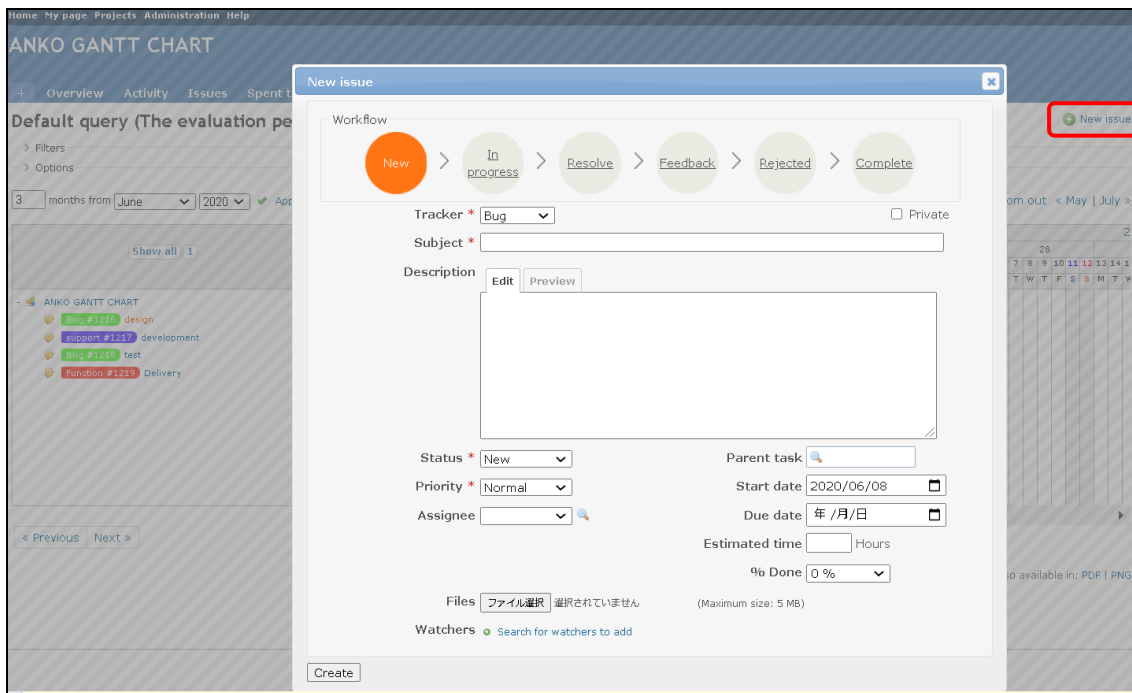 Home My page Projects Administration Help
ANKO GANTT CHART
+ Overview Activity Issues Spent t
New issue
Default query (The evaluation pe
New issue
Workflow
New > In progress > Resolve > Feedback > Rejected > Complete
> Filters
> Options
3 months from June 2020 App
om out « May | July »
Tracker * Bug
Private
Subject *
Show all 1
2
28
7 8 9 10 11 12 13 14 1
T W T F S S M T W
Description Edit Preview
- ANKO GANTT CHART
Bug #1216 design
support #1217 development
Bug #1218 test
Function #1219 Delivery
Status * New
Parent task
Priority * Normal
Start date 2020/06/08
Assignee
Due date 年 /月/日
« Previous Next »
Estimated time Hours
% Done 0 %
so available in: PDF | PNG
Files ファイル選択 選択されていません (Maximum size: 5 MB)
Watchers Search for watchers to add
Create